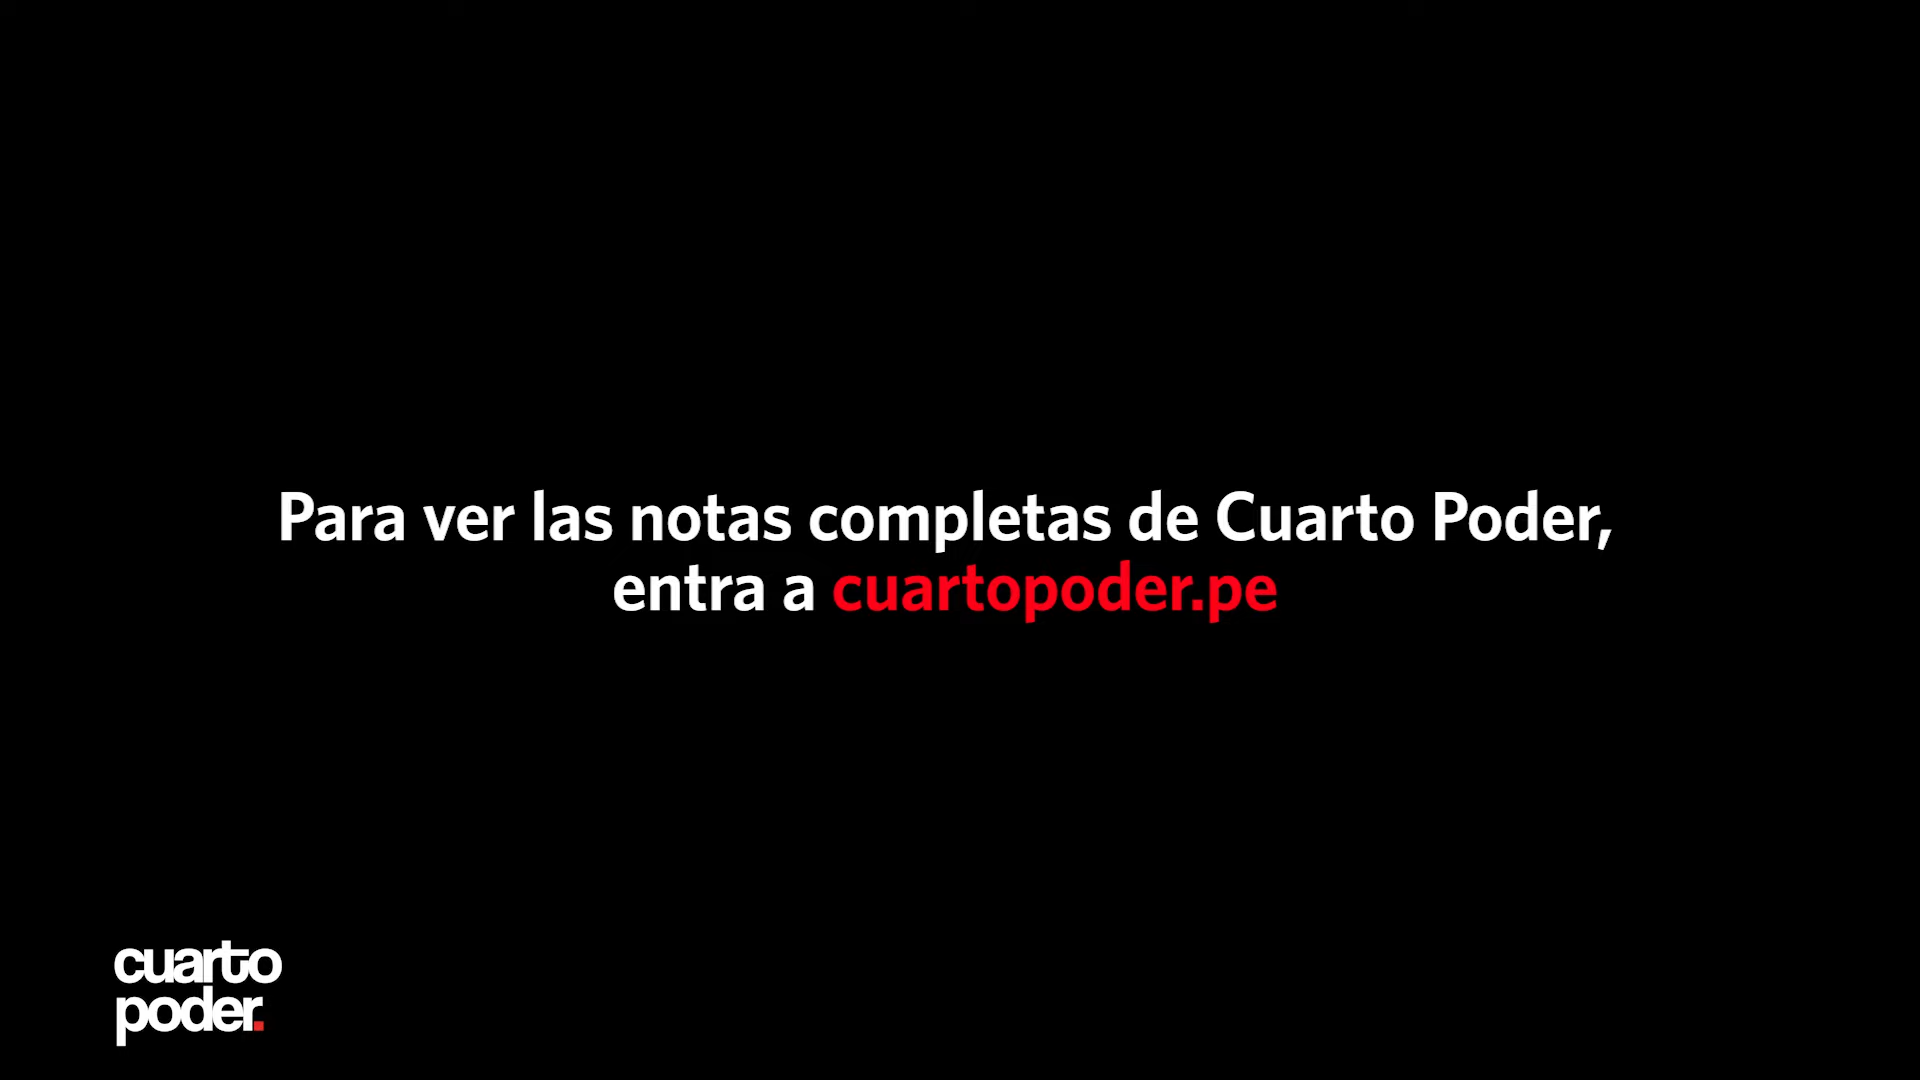 Para ver las notas completas de Cuarto Poder,
entra a cuartopoder.pe
cuarto
poder.